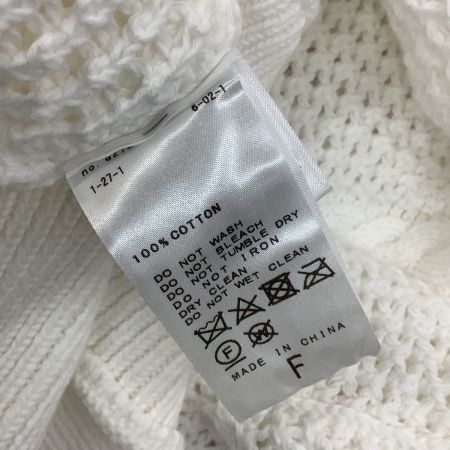 6-02-1
no.
1-27-1
100% COTTON
DO NOT WASH
DO NOT BLEACH
DO NOT TUMBLE DRY
DO NOT IRON
DRY CLEAN
DO NOT WET CLEAN
F
W
MADE IN CHINA
F